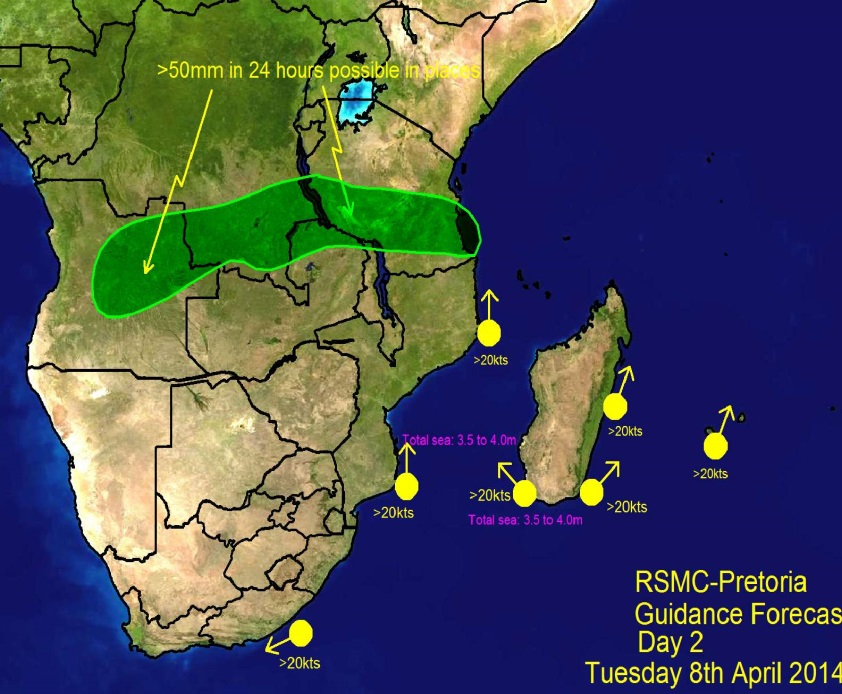 >50mm in 24 hours possible in places
>20kts
>20kts
Total sea: 3.5 to 4.0m
>20kts
>20kts
>20kts
>20kts
Total sea: 3.5 to 4.0m
>20kts
RSMC-Pretoria
Guidance Forecas
Day 2
Tuesday 8th April 2014
>20kts